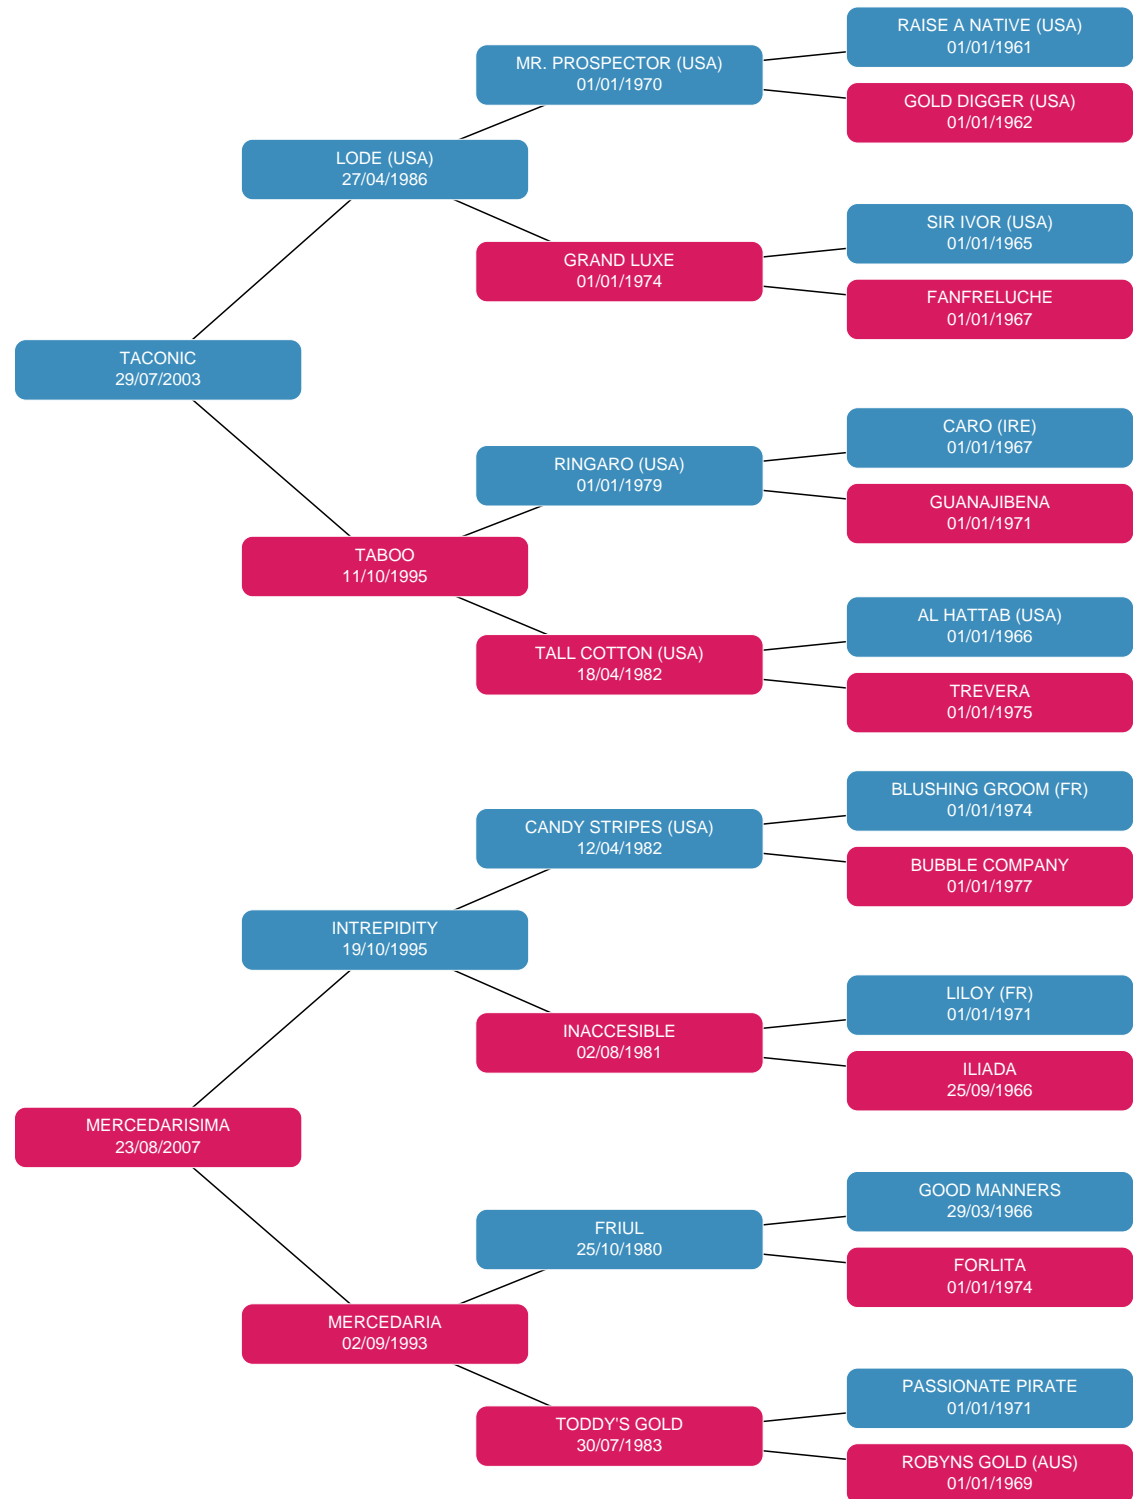 RAISE A NATIVE (USA)
01/01/1961
MR. PROSPECTOR (USA)
01/01/1970
GOLD DIGGER (USA)
01/01/1962
LODE (USA)
27/04/1986
SIR IVOR (USA)
01/01/1965
GRAND LUXE
01/01/1974
FANFRELUCHE
01/01/1967
TACONIC
29/07/2003
CARO (IRE)
01/01/1967
RINGARO (USA)
01/01/1979
GUANAJIBENA
01/01/1971
TABOO
11/10/1995
AL HATTAB (USA)
01/01/1966
TALL COTTON (USA)
18/04/1982
TREVERA
01/01/1975
BLUSHING GROOM (FR)
01/01/1974
CANDY STRIPES (USA)
12/04/1982
BUBBLE COMPANY
01/01/1977
INTREPIDITY
19/10/1995
LILOY (FR)
01/01/1971
INACCESIBLE
02/08/1981
ILIADA
25/09/1966
MERCEDARISIMA
23/08/2007
GOOD MANNERS
29/03/1966
FRIUL
25/10/1980
FORLITA
01/01/1974
MERCEDARIA
02/09/1993
PASSIONATE PIRATE
01/01/1971
TODDY'S GOLD
30/07/1983
ROBYNS GOLD (AUS)
01/01/1969